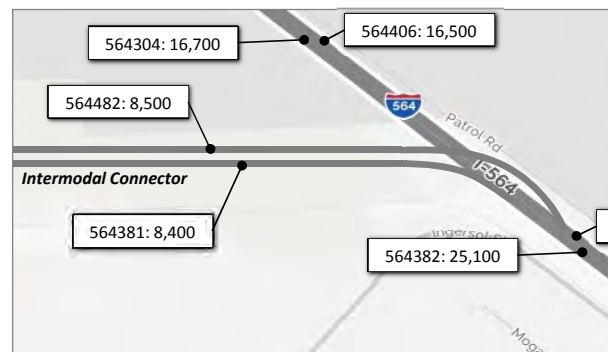 564406: 16,500
564304: 16,700
564482: 8,500
564
Patrol Rd
Intermodal Connector
I-564
564381: 8,400
564382: 25,100